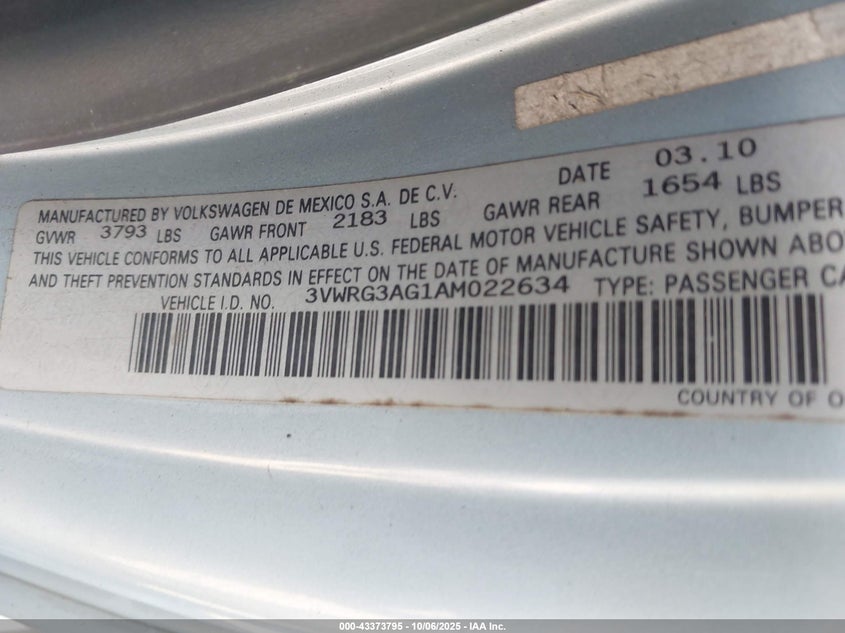 DATE 03.10
MANUFACTURED BY VOLKSWAGEN DE MEXICO S.A. DE C.V.
GVWR 3793 LBS GAWR FRONT 2183 LBS GAWR REAR 1654 LBS
THIS VEHICLE CONFORMS TO ALL APPLICABLE U.S. FEDERAL MOTOR VEHICLE SAFETY, BUMPER
AND THEFT PREVENTION STANDARDS IN EFFECT ON THE DATE OF MANUFACTURE SHOWN ABO
VEHICLE I.D. NO. 3VWRG3AG1AM022634 TYPE: PASSENGER CA
COUNTRY OF O
000-43373795 - 10/06/2025 - IAA Inc.